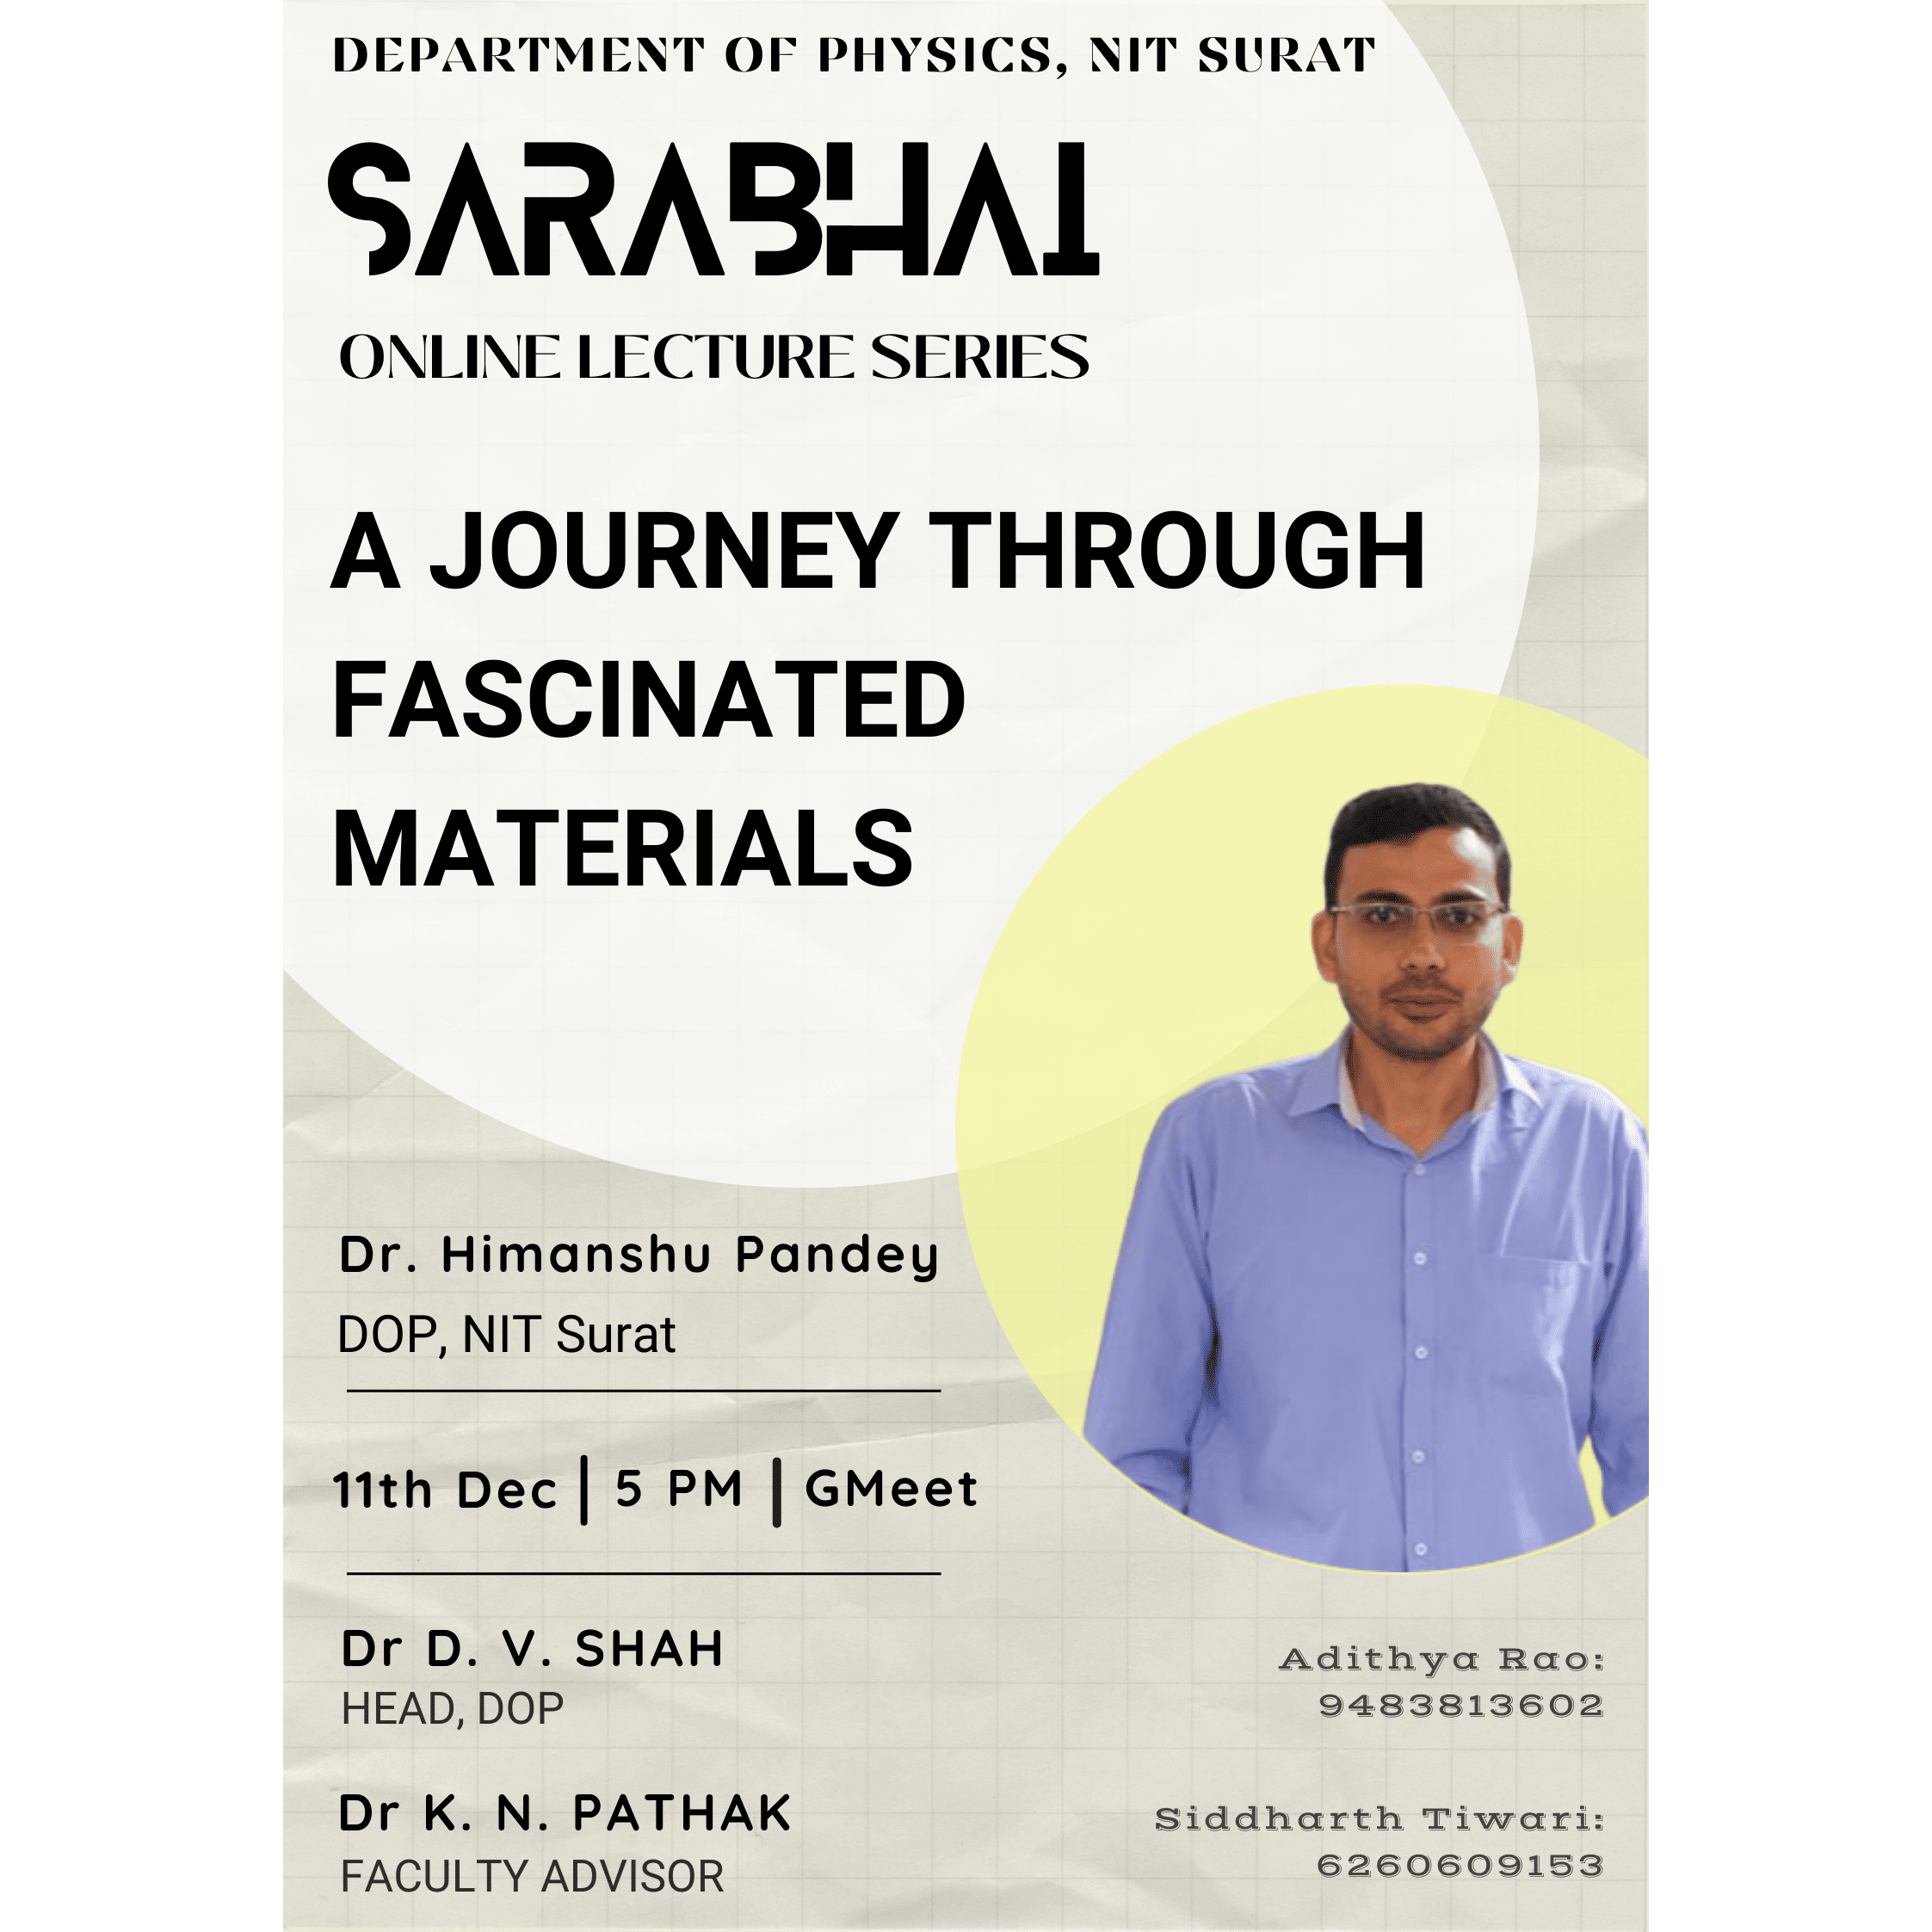 DEPARTMENT OF PHYSICS, NIT SURAT
SARABHAI
ONLINE LECTURE SERIES
A JOURNEY THROUGH
FASCINATED
MATERIALS
Dr. Himanshu Pandey
DOP, NIT Surat
11th Dec | 5 PM | GMeet
Dr D. V. SHAH
HEAD, DOP
Dr K. N. PATHAK
FACULTY ADVISOR
Adithya Rao:
9483813602
Siddharth Tiwari:
6260609153